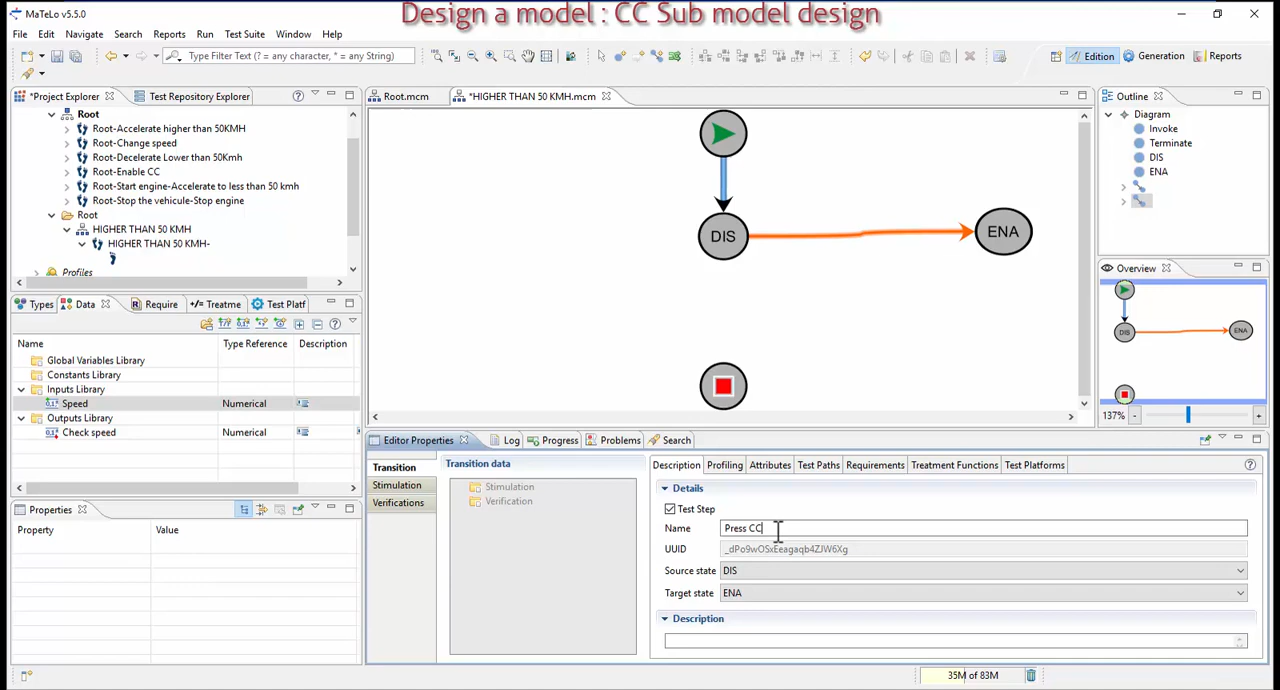 Design a model : CC Sub model design
MaTeLo v5.5.0
File Edit Navigate Search Reports Run Test Suite Window Help
Type Filter Text (? = any character, * = any String)
Edition Generation Reports
*Project Explorer Test Repository Explorer
Root
Root-Accelerate higher than 50KMH
Root-Change speed
Root-Decelerate Lower than 50Kmh
Root-Enable CC
Root-Start engine-Accelerate to less than 50 kmh
Root-Stop the vehicule-Stop engine
Root
HIGHER THAN 50 KMH
HIGHER THAN 50 KMH-
Profiles
Types Data Require Treatme Test Platf
Name Type Reference Description
Global Variables Library
Constants Library
Inputs Library
Speed Numerical
Outputs Library
Check speed Numerical
Properties
Property Value
Root.mcm *HIGHER THAN 50 KMH.mcm
DIS ENA
Outline
Diagram
Invoke
Terminate
DIS
ENA
Overview
DIS ENA
137%
Editor Properties Log Progress Problems Search
Transition
Stimulation
Verifications
Transition data
Stimulation
Verification
Description Profiling Attributes Test Paths Requirements Treatment Functions Test Platforms
Details
Test Step
Name Press CC
UUID _dPo9wOSxEeagaqb4ZJW6Xg
Source state DIS
Target state ENA
Description
35M of 83M